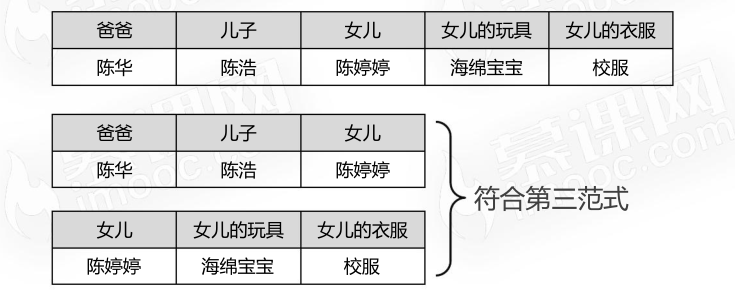 爸爸 儿子 女儿 女儿的玩具 女儿的衣服
陈华 陈浩 陈婷婷 海绵宝宝 校服
爸爸 儿子 女儿
陈华 陈浩 陈婷婷
符合第三范式
女儿 女儿的玩具 女儿的衣服
陈婷婷 海绵宝宝 校服
慕课网
imooc.com